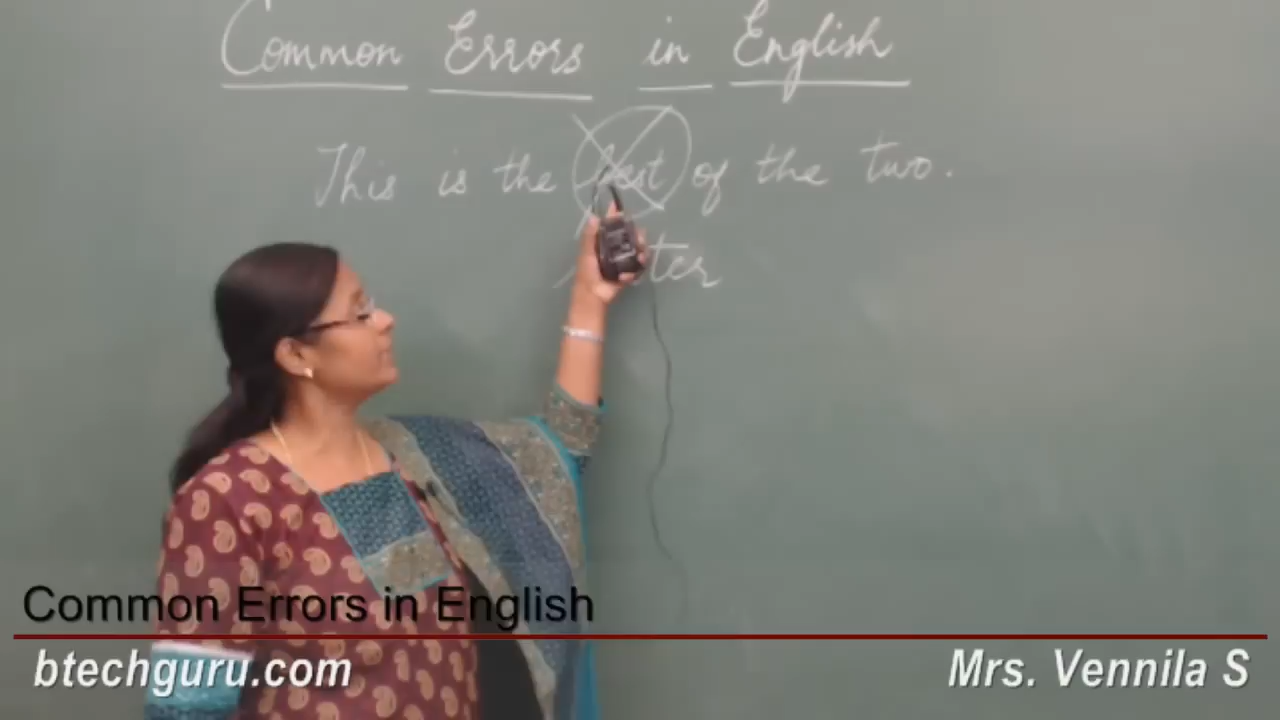 Common Errors in English
This is the best of the two.
Common Errors in English
btechguru.com
Mrs. Vennila S